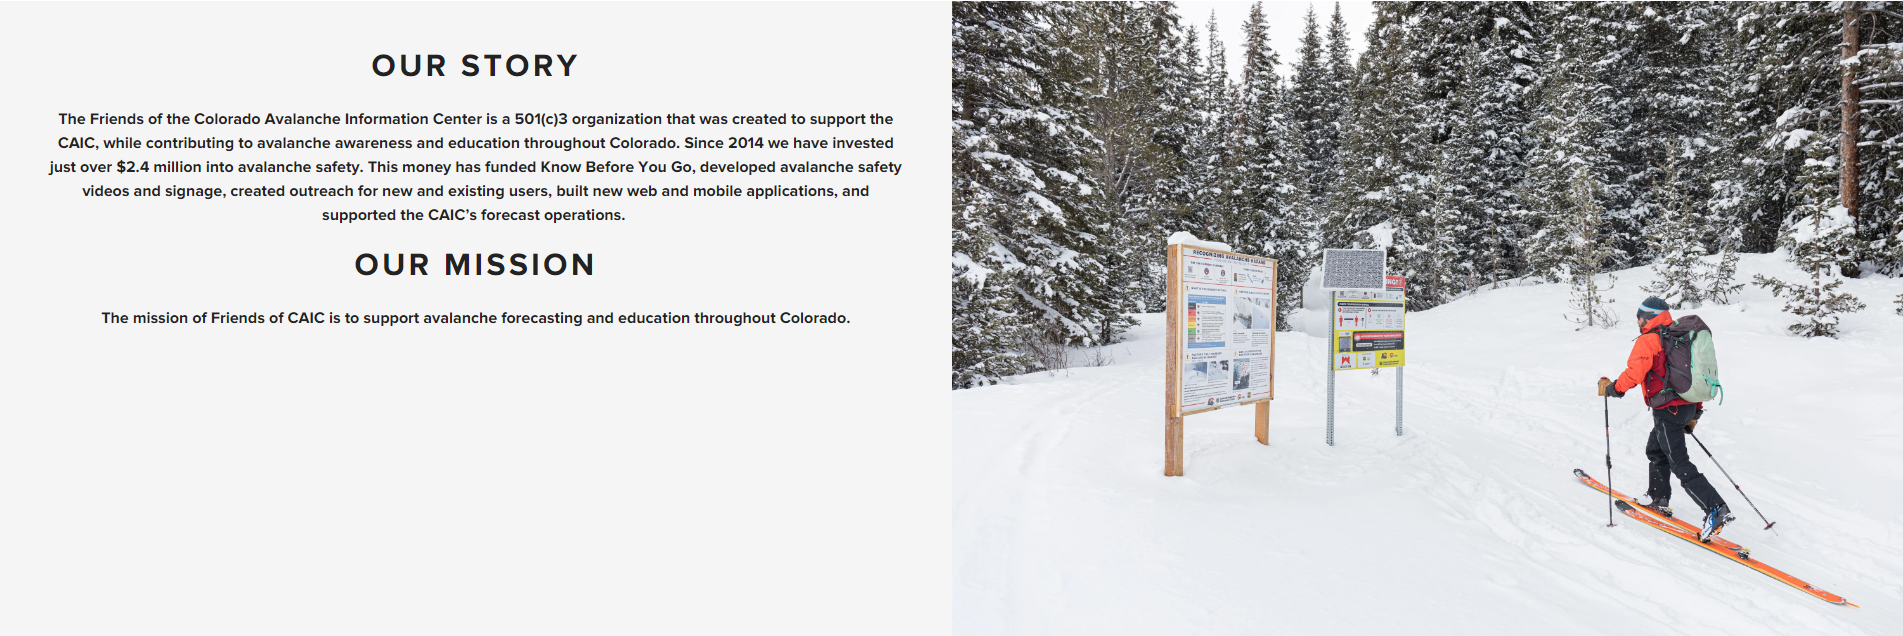 OUR STORY
The Friends of the Colorado Avalanche Information Center is a 501(c)3 organization that was created to support the
CAIC, while contributing to avalanche awareness and education throughout Colorado. Since 2014 we have invested
just over $2.4 million into avalanche safety. This money has funded Know Before You Go, developed avalanche safety
videos and signage, created outreach for new and existing users, built new web and mobile applications, and
supported the CAIC’s forecast operations.
OUR MISSION
The mission of Friends of CAIC is to support avalanche forecasting and education throughout Colorado.
RECOGNIZING AVALANCHE HAZARD